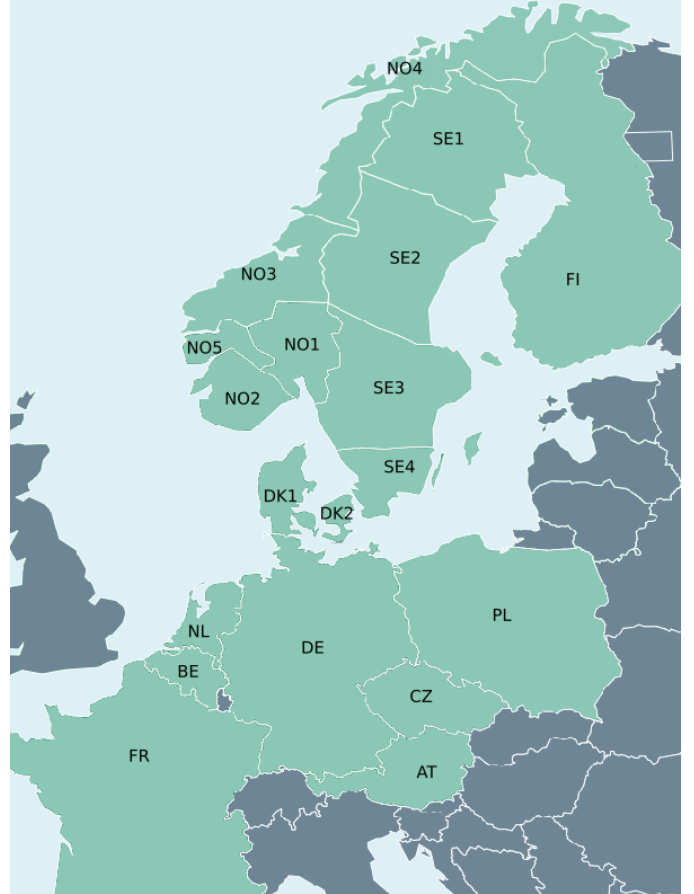 NO4
SE1
SE2
NO3
FI
NO5
NO1
SE3
NO2
SE4
DK1
DK2
PL
NL
DE
BE
CZ
FR
AT